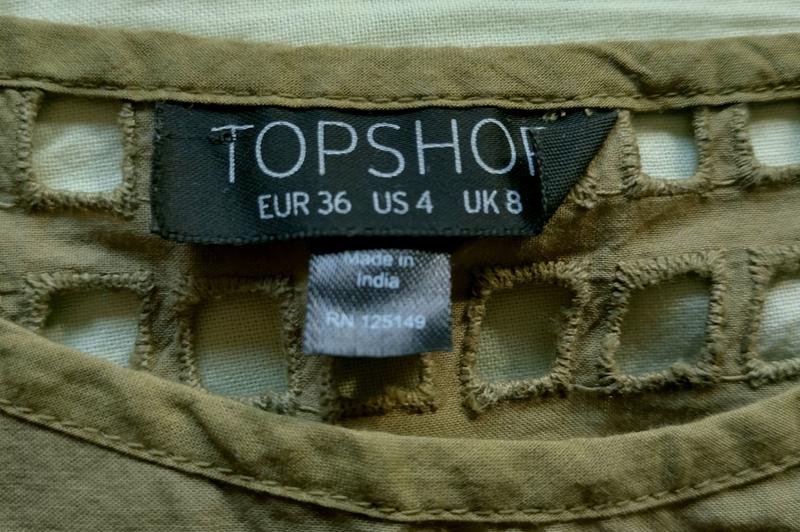 TOPSHOP
EUR 36 US 4 UK 8
Made in
India
RN 125149